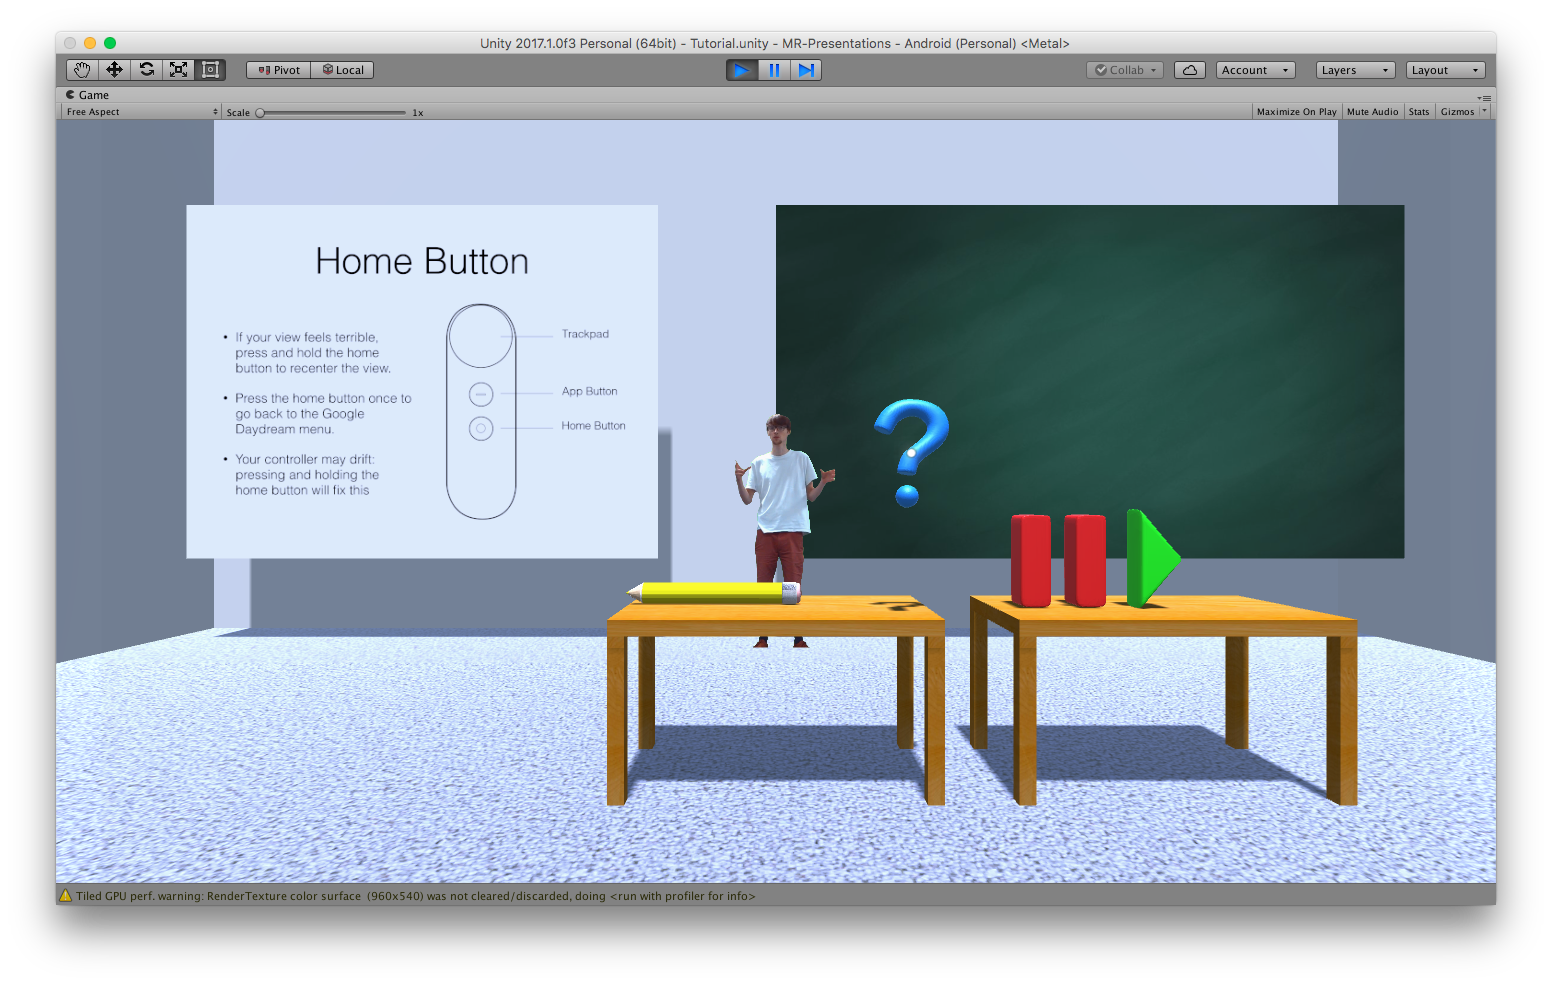 Unity 2017.1.0f3 Personal (64bit) - Tutorial.unity - MR-Presentations - Android (Personal) <Metal>
Pivot
Local
Collab
Account
Layers
Layout
Game
Free Aspect
Scale
1x
Maximize On Play
Mute Audio
Stats
Gizmos
Home Button
• If your view feels terrible,
press and hold the home
button to recenter the view.
• Press the home button once to
go back to the Google
Daydream menu.
• Your controller may drift:
pressing and holding the
home button will fix this
Trackpad
App Button
Home Button
?
Tiled GPU perf. warning: RenderTexture color surface (960x540) was not cleared/discarded, doing <run with profiler for info>